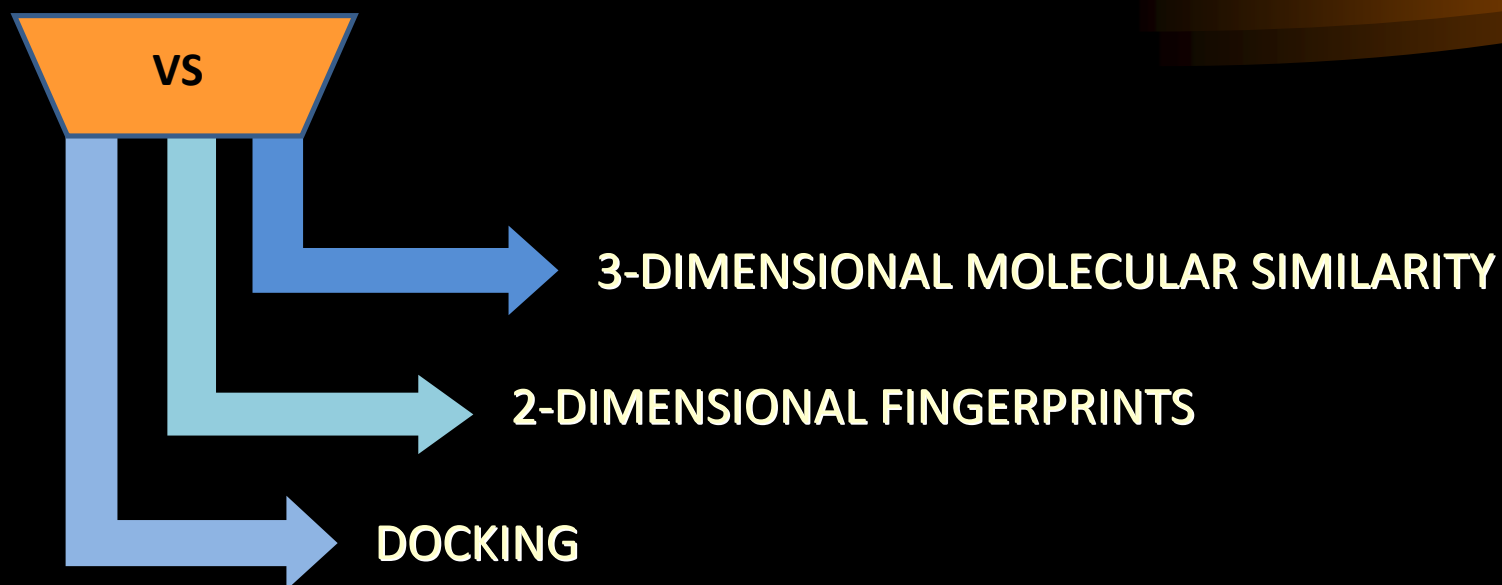 VS
3-DIMENSIONAL MOLECULAR SIMILARITY
2-DIMENSIONAL FINGERPRINTS
DOCKING